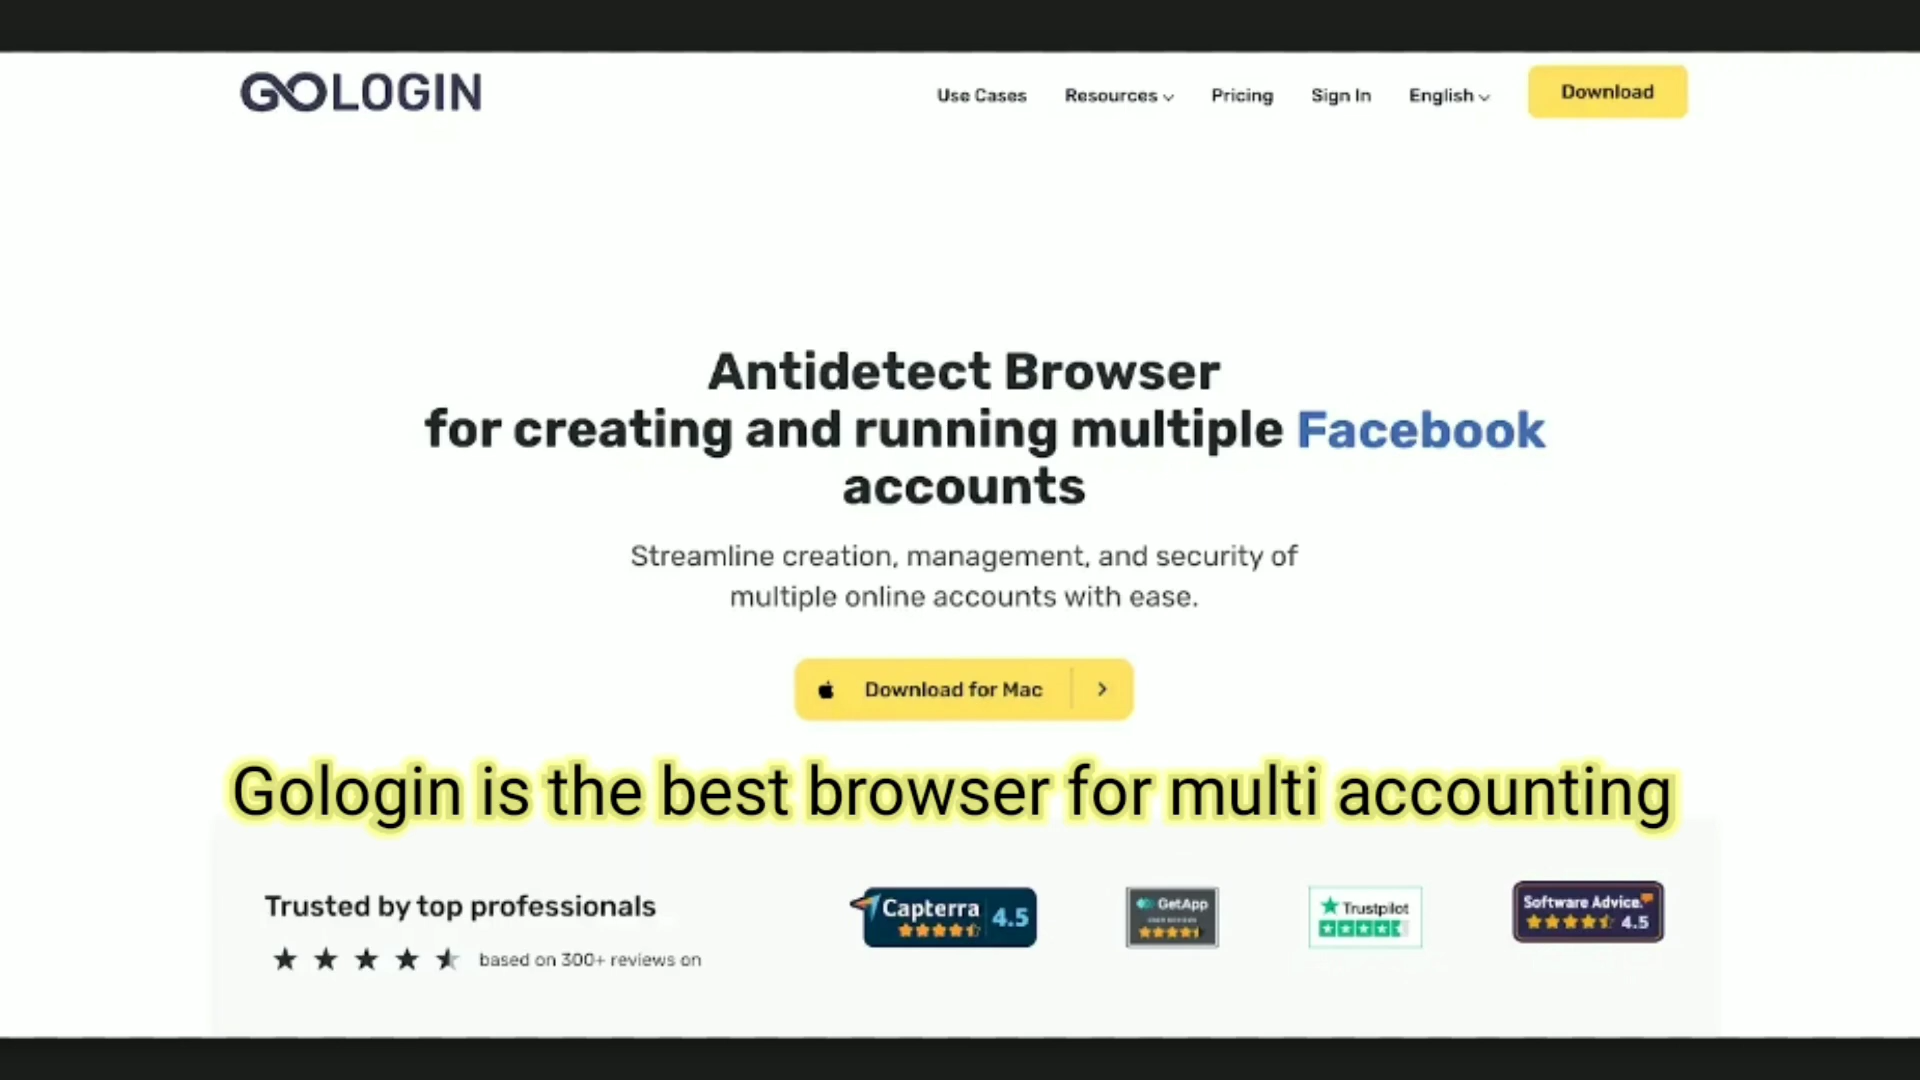 GOLOGIN
Use Cases Resources Pricing Sign In English Download
Antidetect Browser
for creating and running multiple Facebook
accounts
Streamline creation, management, and security of
multiple online accounts with ease.
Download for Mac
Gologin is the best browser for multi accounting
Trusted by top professionals
based on 300+ reviews on
Capterra 4.5
GetApp
Trustpilot
Software Advice. 4.5